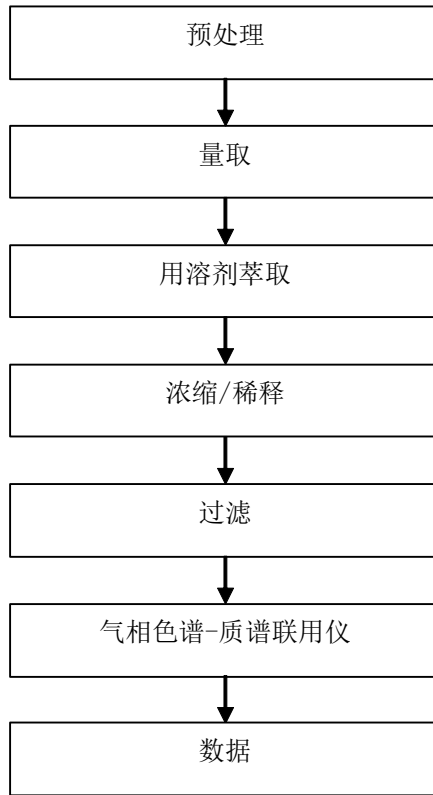 预处理
量取
用溶剂萃取
浓缩/稀释
过滤
气相色谱-质谱联用仪
数据